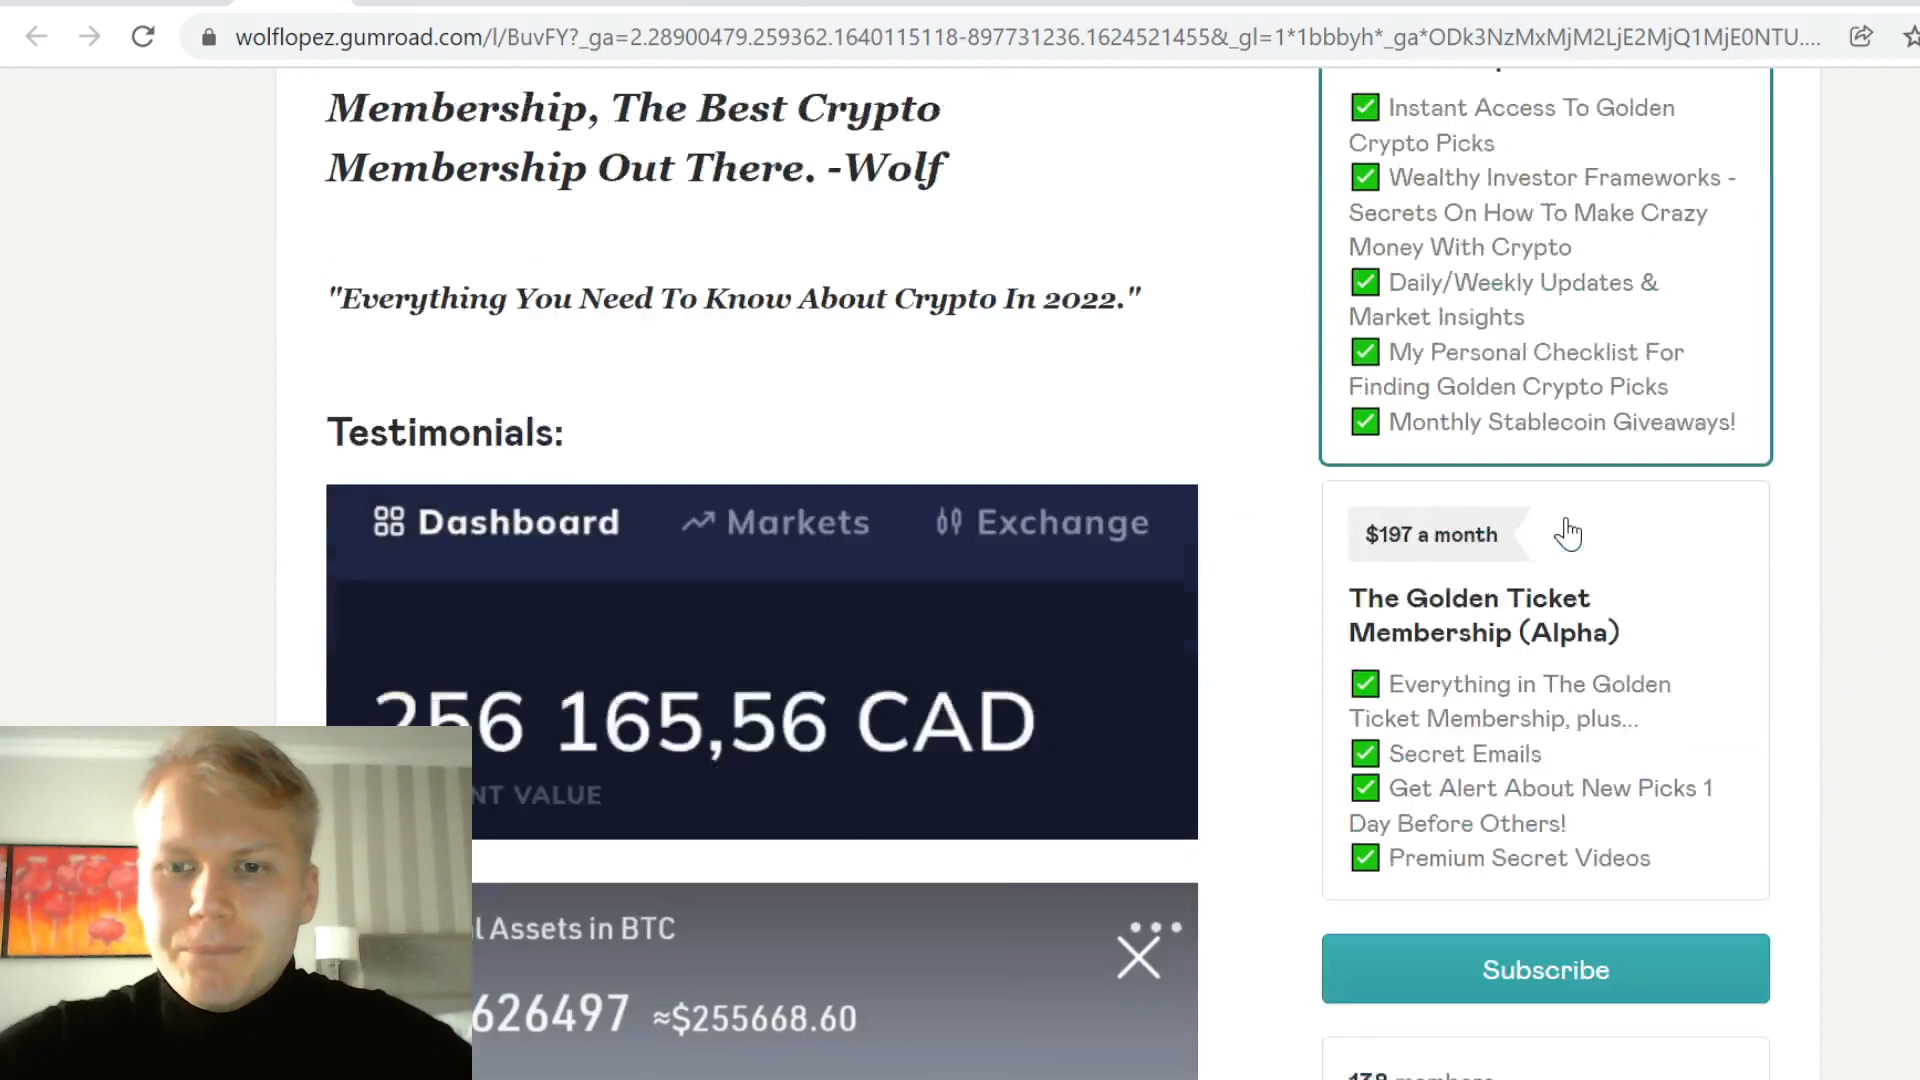 wolflopez.gumroad.com/l/BuvFY?_ga=2.28900479.259362.1640115118-897731236.1624521455&_gl=1*1bbbyh*_ga*ODk3NzMxMjM2LjE2MjQ1MjE0NTU....
Membership, The Best Crypto
Membership Out There. -Wolf
"Everything You Need To Know About Crypto In 2022."
Testimonials:
Dashboard Markets Exchange
256 165,56 CAD
NT VALUE
l Assets in BTC
626497 ≈$255668.60
✅ Instant Access To Golden
Crypto Picks
✅ Wealthy Investor Frameworks -
Secrets On How To Make Crazy
Money With Crypto
✅ Daily/Weekly Updates &
Market Insights
✅ My Personal Checklist For
Finding Golden Crypto Picks
✅ Monthly Stablecoin Giveaways!
$197 a month
The Golden Ticket
Membership (Alpha)
✅ Everything in The Golden
Ticket Membership, plus...
✅ Secret Emails
✅ Get Alert About New Picks 1
Day Before Others!
✅ Premium Secret Videos
Subscribe